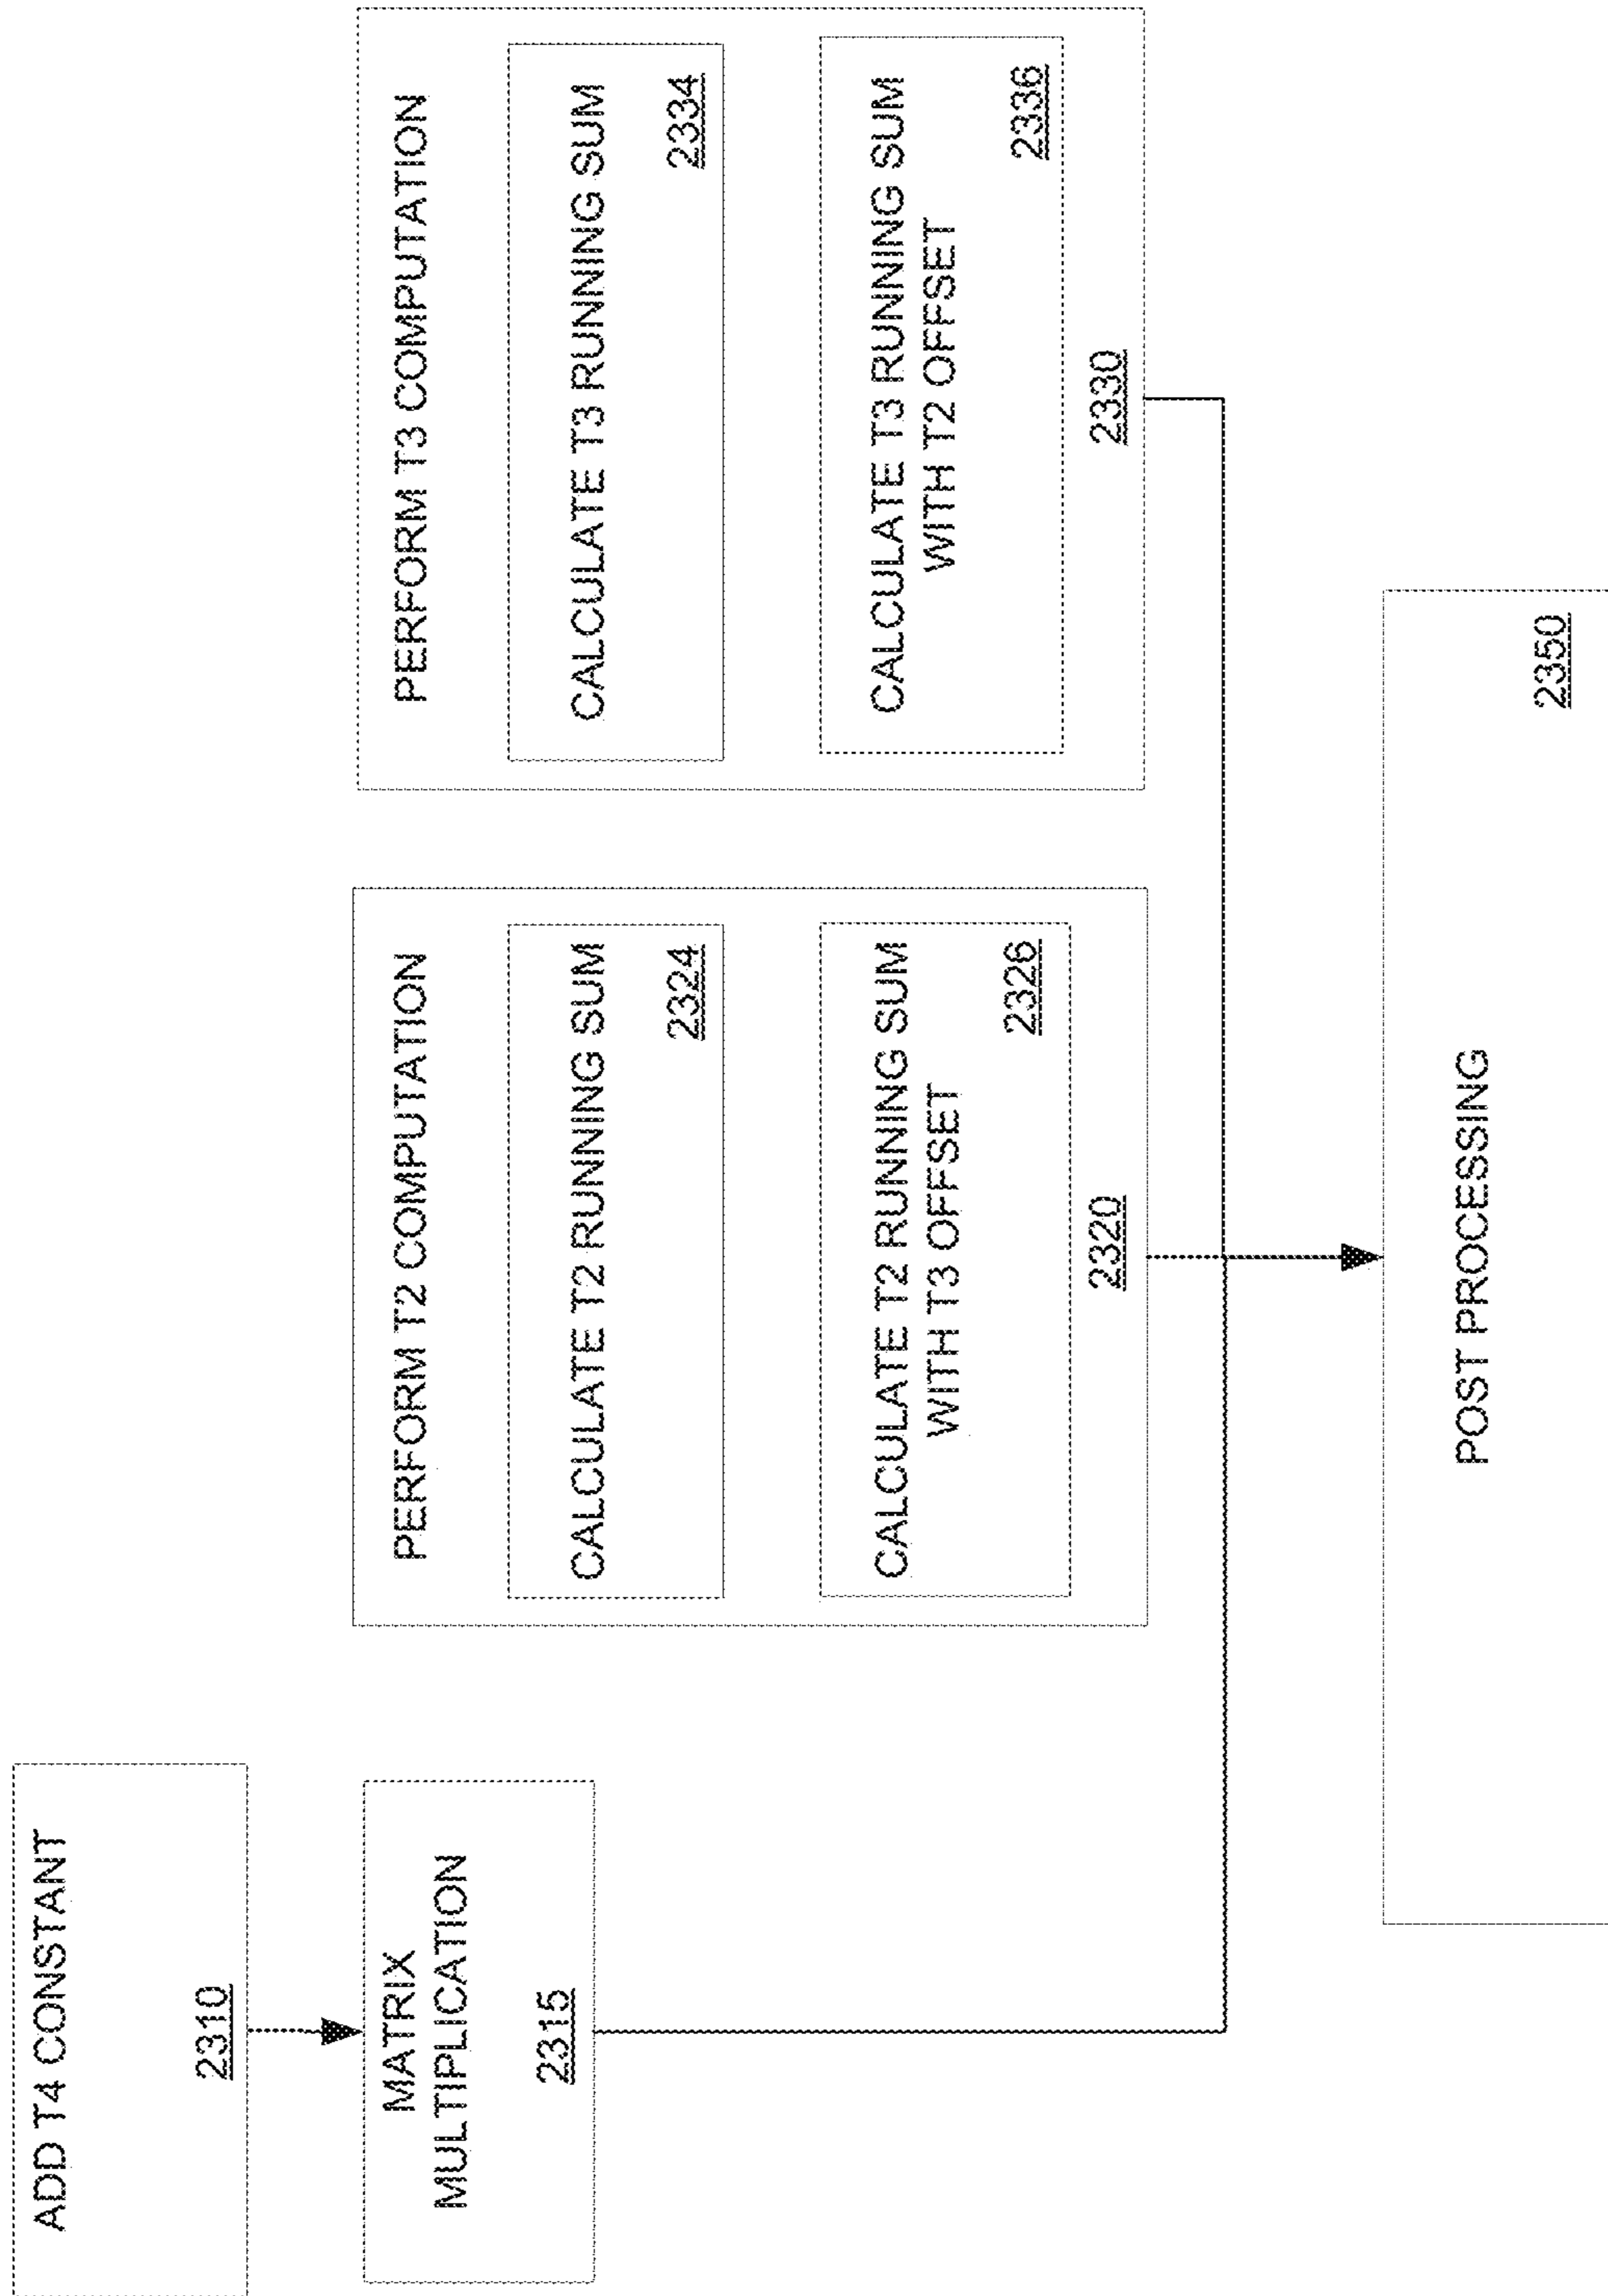 ADD T4 CONSTANT
2310
MATRIX
MULTIPLICATION
2315
PERFORM T2 COMPUTATION
CALCULATE T2 RUNNING SUM
2324
CALCULATE T2 RUNNING SUM
WITH T3 OFFSET
2326
2320
PERFORM T3 COMPUTATION
CALCULATE T3 RUNNING SUM
2334
CALCULATE T3 RUNNING SUM
WITH T2 OFFSET
2336
2330
POST PROCESSING
2350